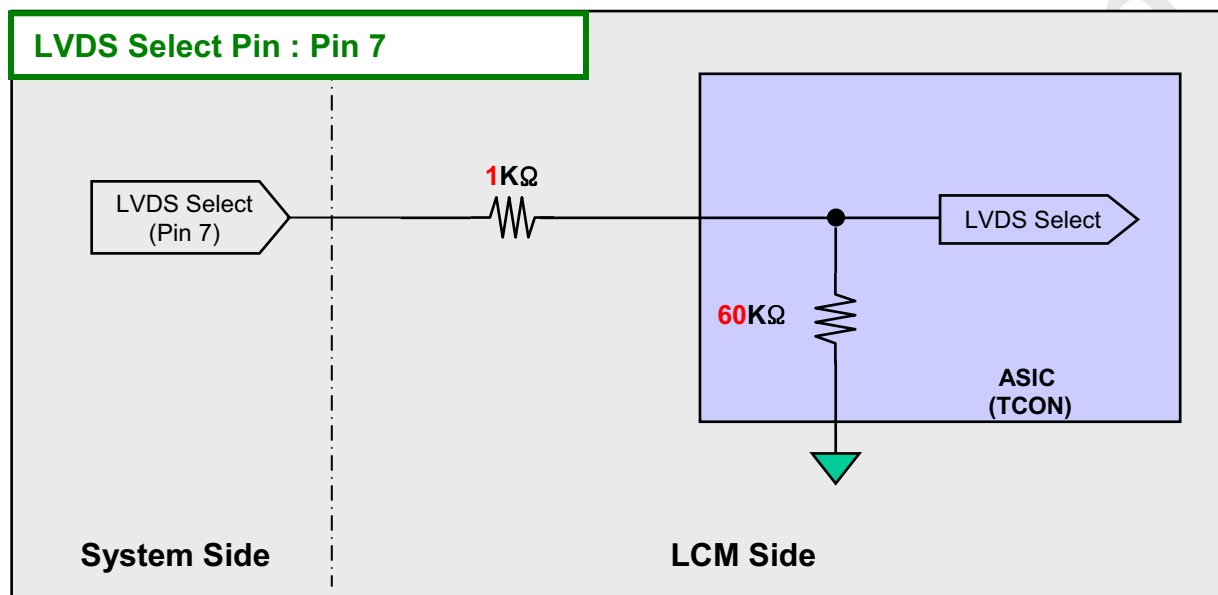 LVDS Select Pin : Pin 7
1KΩ
LVDS Select
(Pin 7)
LVDS Select
60KΩ
ASIC
(TCON)
System Side
LCM Side